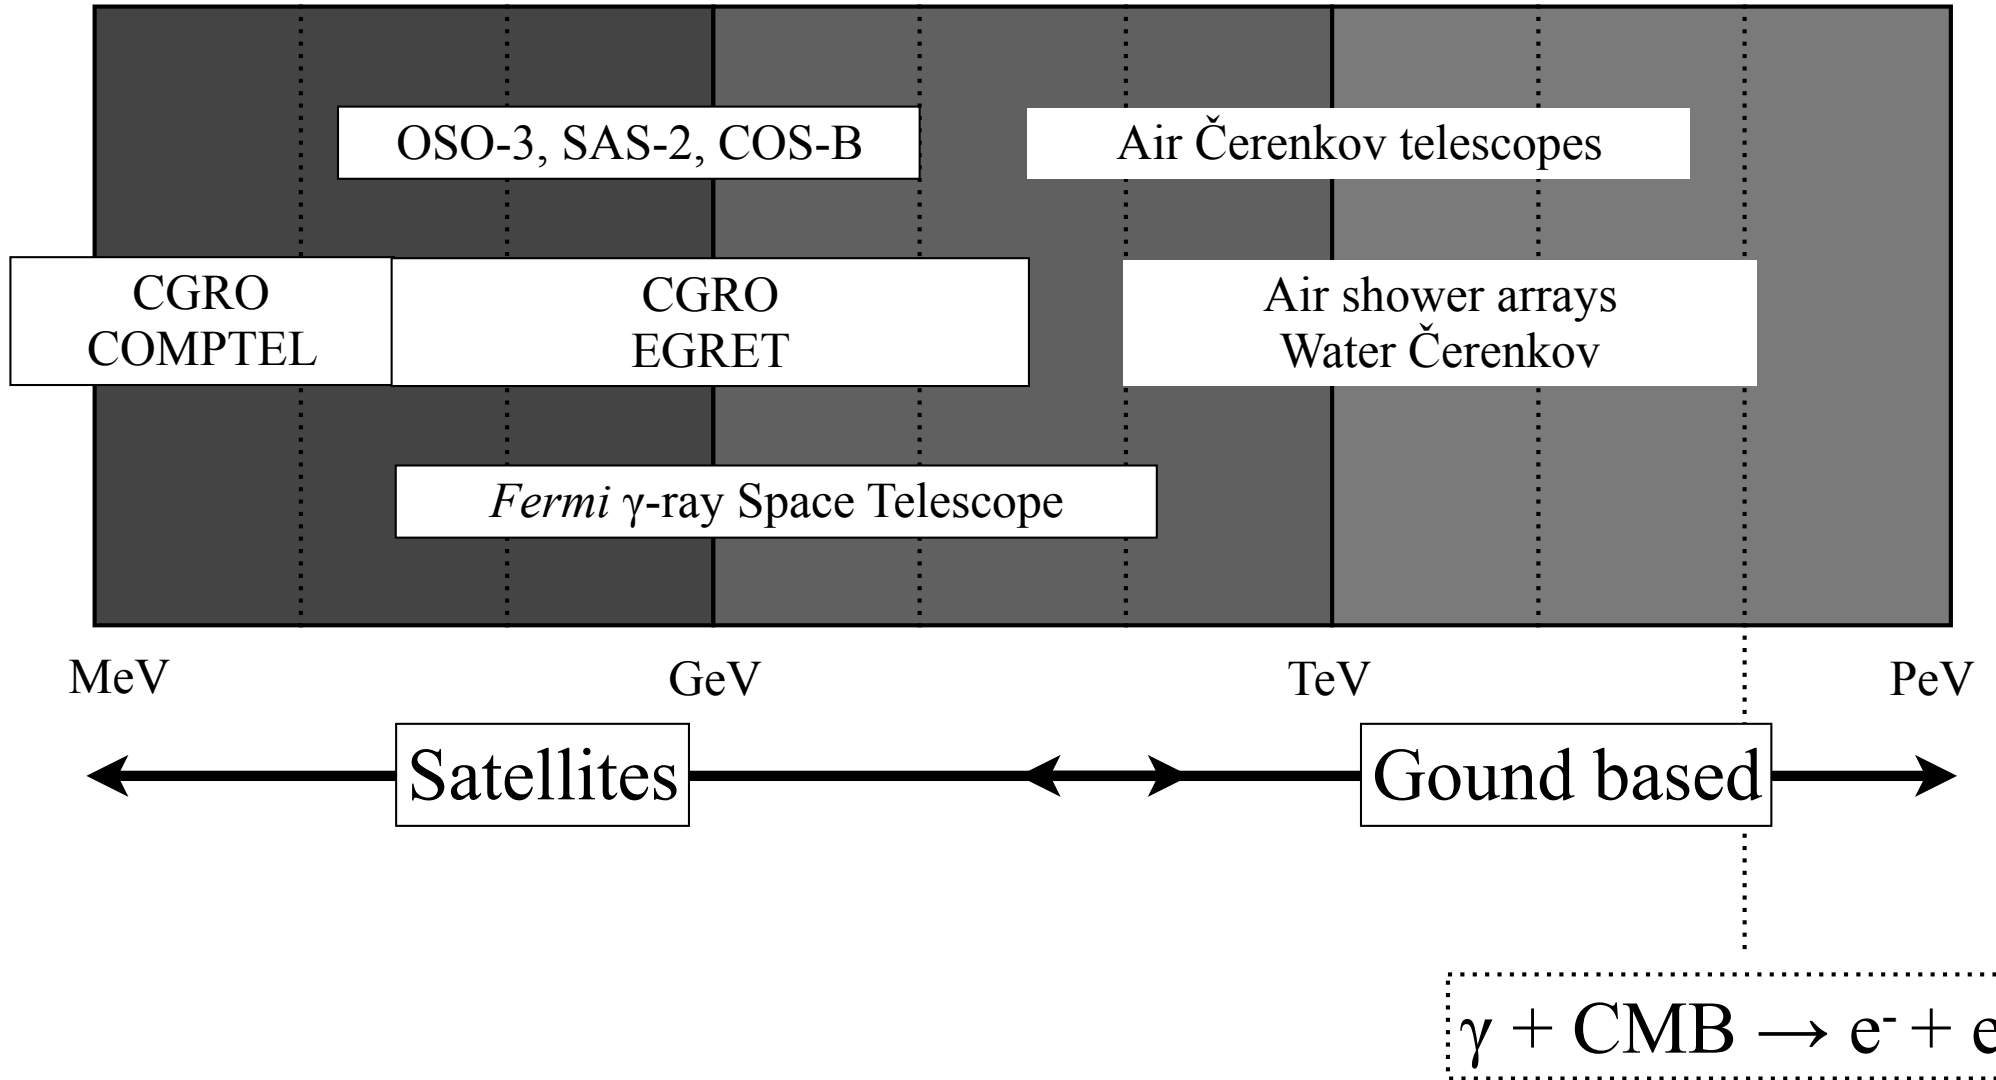 OSO-3, SAS-2, COS-B
Air Čerenkov telescopes
CGRO
COMPTEL
CGRO
EGRET
Air shower arrays
Water Čerenkov
Fermi γ-ray Space Telescope
MeV
GeV
TeV
PeV
Satellites
Gound based
γ + CMB → e- + e